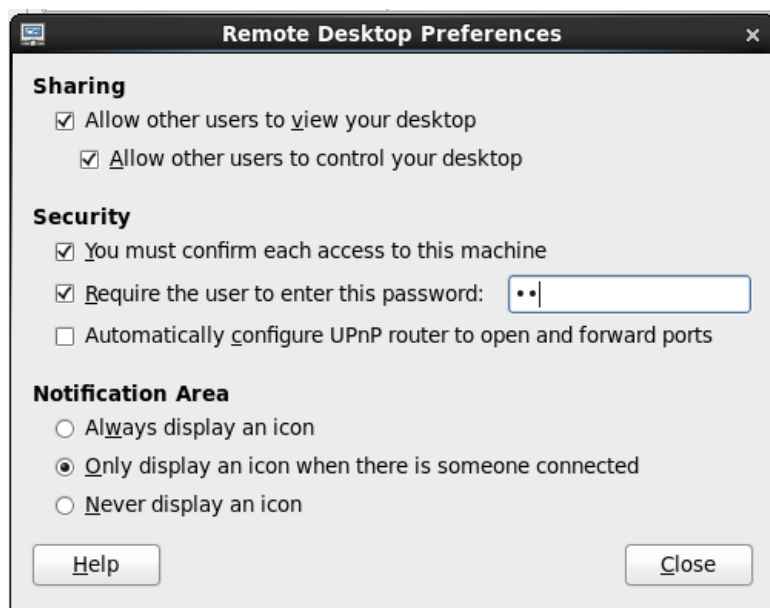 Remote Desktop Preferences
Sharing
Allow other users to view your desktop
Allow other users to control your desktop
Security
You must confirm each access to this machine
Require the user to enter this password: ••
Automatically configure UPnP router to open and forward ports
Notification Area
Always display an icon
Only display an icon when there is someone connected
Never display an icon
Help Close